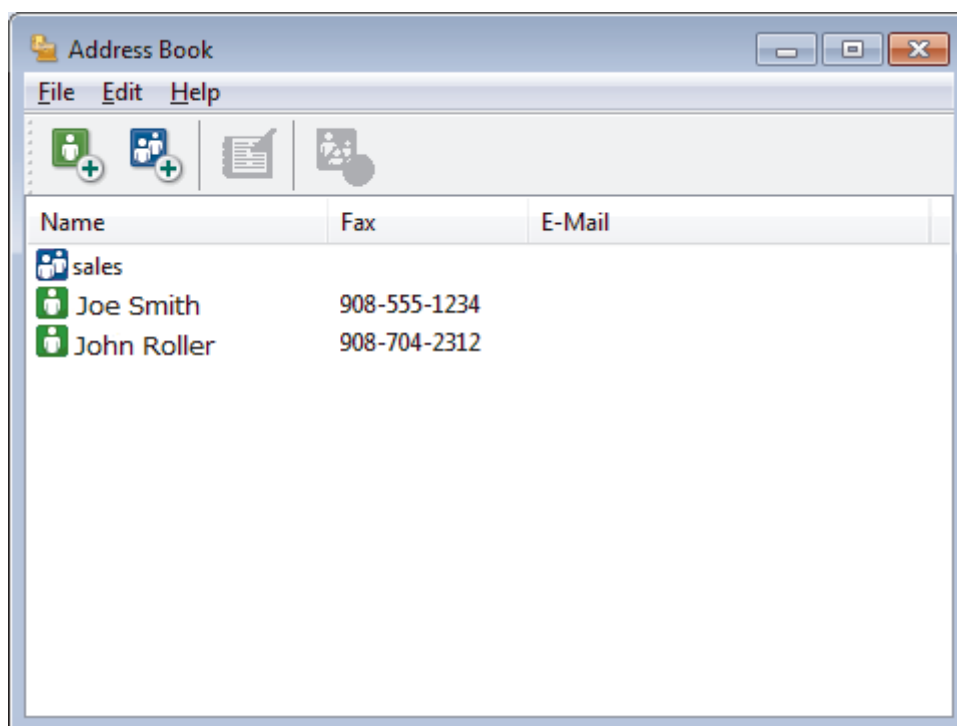 Address Book
File Edit Help
Name Fax E-Mail
sales
Joe Smith 908-555-1234
John Roller 908-704-2312